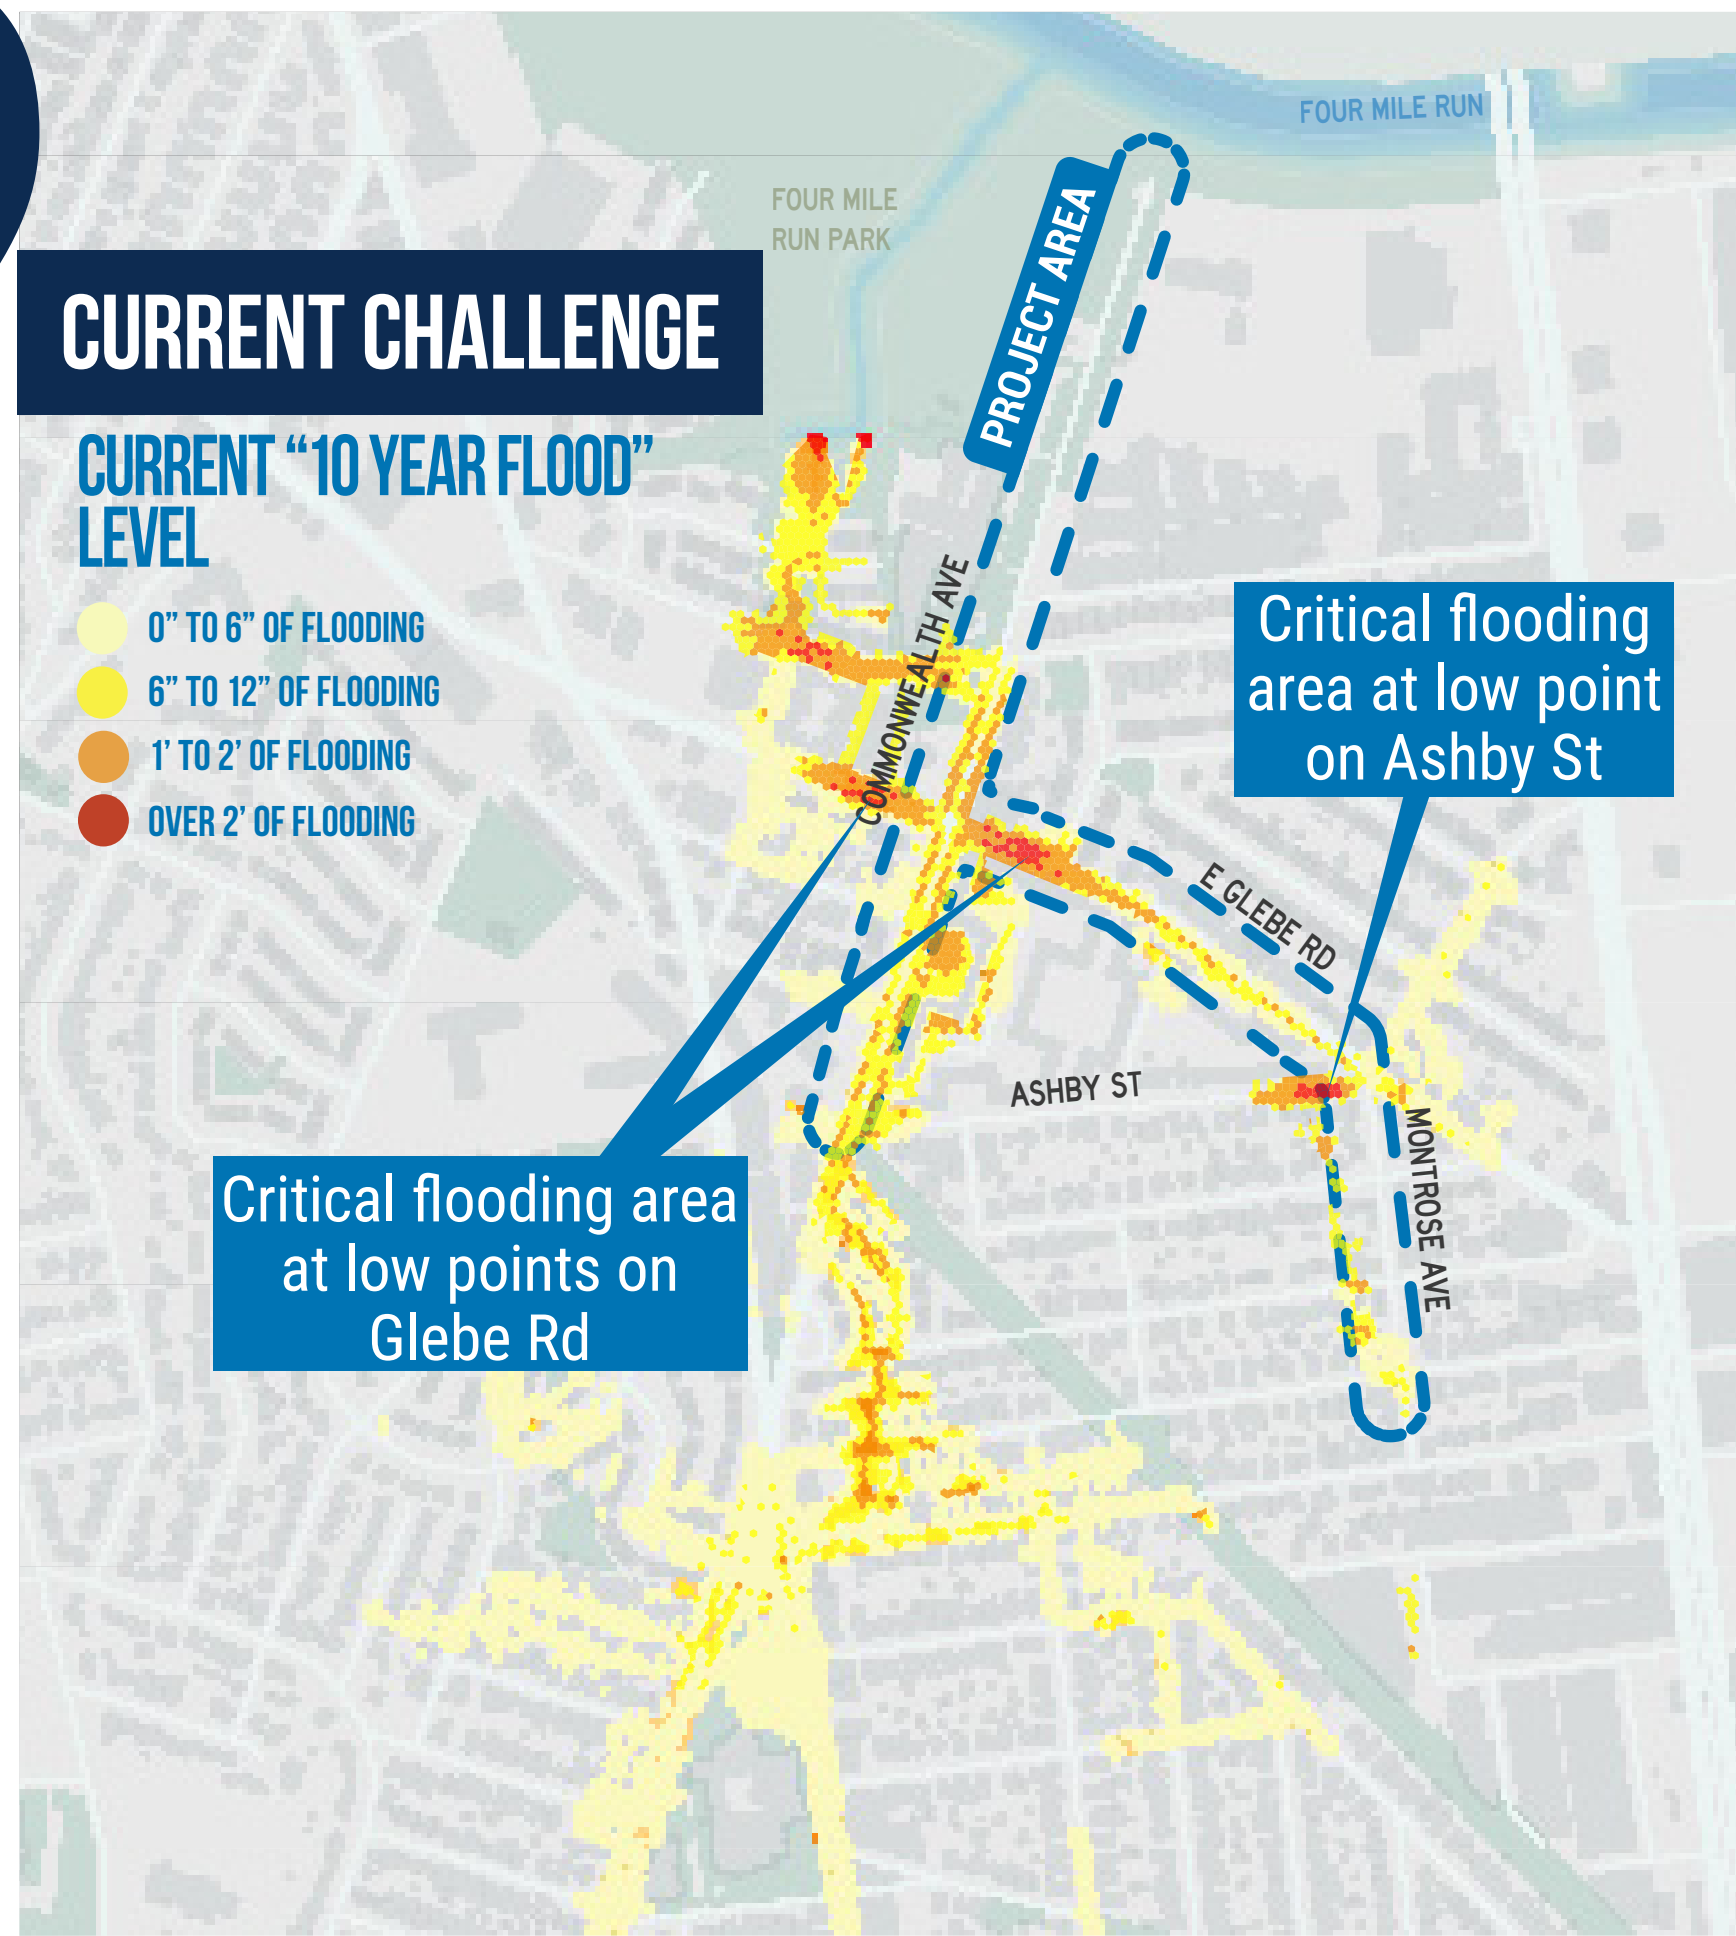 FOUR MILE RUN
FOUR MILE
RUN PARK
PROJECT AREA
CURRENT CHALLENGE
CURRENT “10 YEAR FLOOD”
LEVEL
0” TO 6” OF FLOODING
6” TO 12” OF FLOODING
1’ TO 2’ OF FLOODING
OVER 2’ OF FLOODING
COMMONWEALTH AVE
Critical flooding
area at low point
on Ashby St
E GLEBE RD
ASHBY ST
MONTROSE AVE
Critical flooding area
at low points on
Glebe Rd